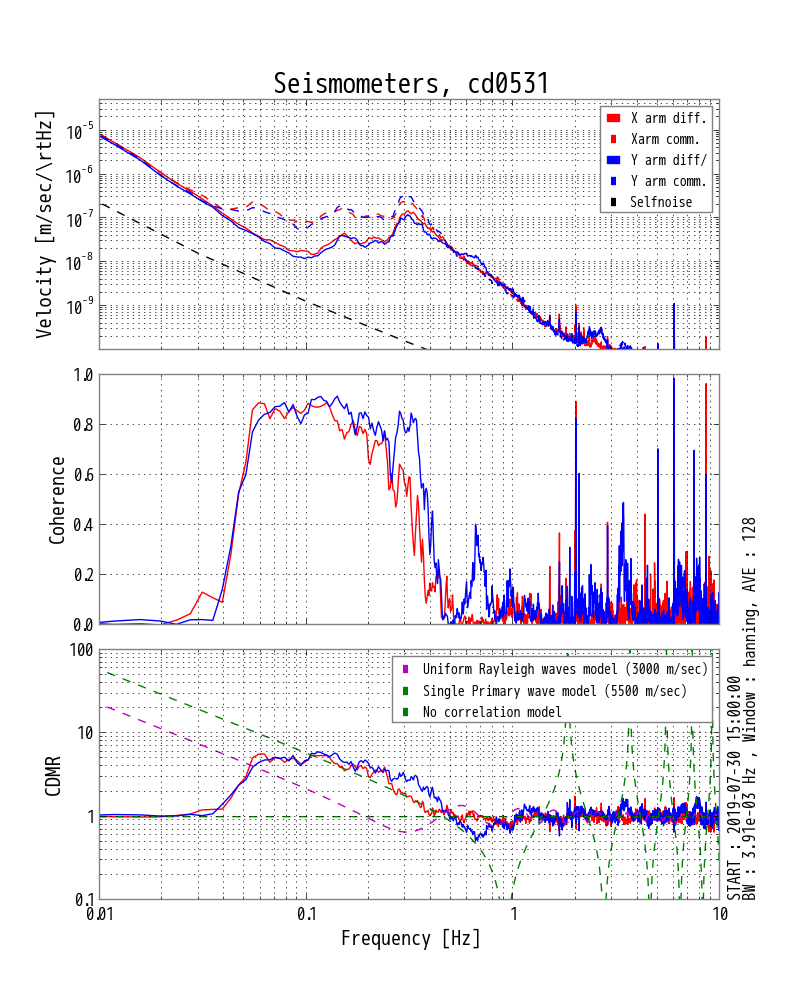 Seismometers, cd0531
Velocity [m/sec/\rtHz]
10^-5
10^-6
10^-7
10^-8
10^-9
X arm diff.
Xarm comm.
Y arm diff/
Y arm comm.
Selfnoise
Coherence
1.0
0.8
0.6
0.4
0.2
0.0
0.0
CDMR
100
10
1
0.1
Uniform Rayleigh waves model (3000 m/sec)
Single Primary wave model (5500 m/sec)
No correlation model
0.01
0.1
1
10
Frequency [Hz]
START : 2019-07-30 15:00:00
BW : 3.91e-03 Hz , Window : hanning, AVE : 128